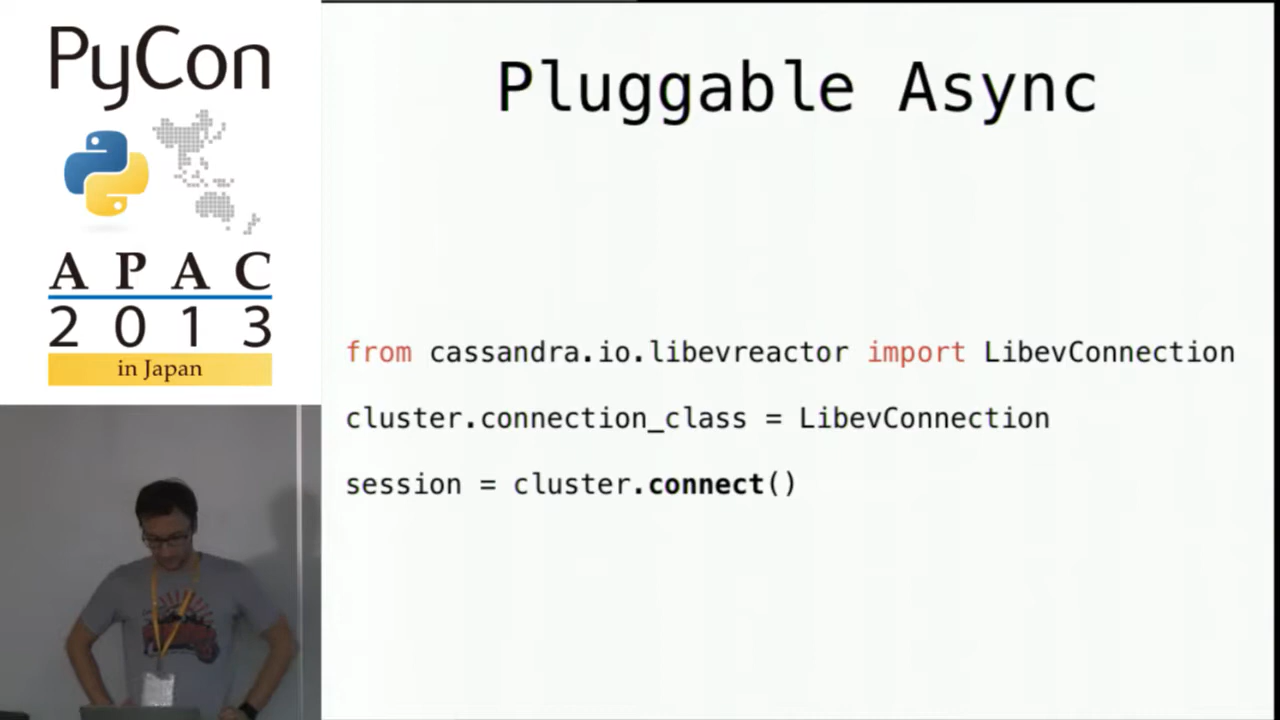 PyCon
APAC
2013
in Japan
Pluggable Async
from cassandra.io.libevreactor import LibevConnection
cluster.connection_class = LibevConnection
session = cluster.connect()